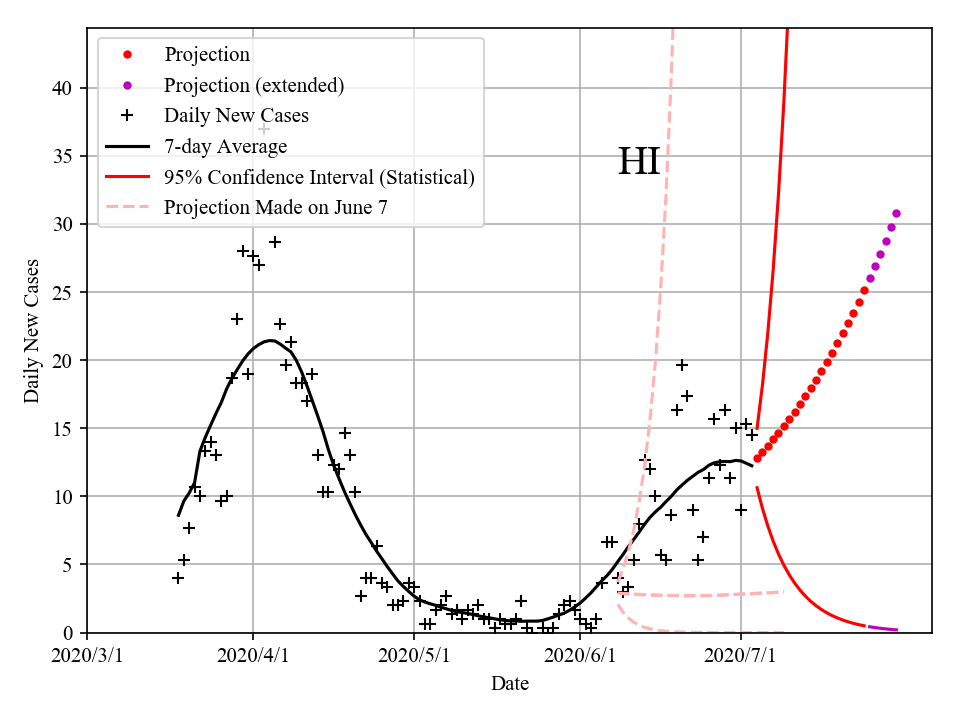 Projection
Projection (extended)
Daily New Cases
7-day Average
95% Confidence Interval (Statistical)
Projection Made on June 7
HI
40
35
30
25
20
15
10
5
0
Daily New Cases
2020/3/1 2020/4/1 2020/5/1 2020/6/1 2020/7/1
Date